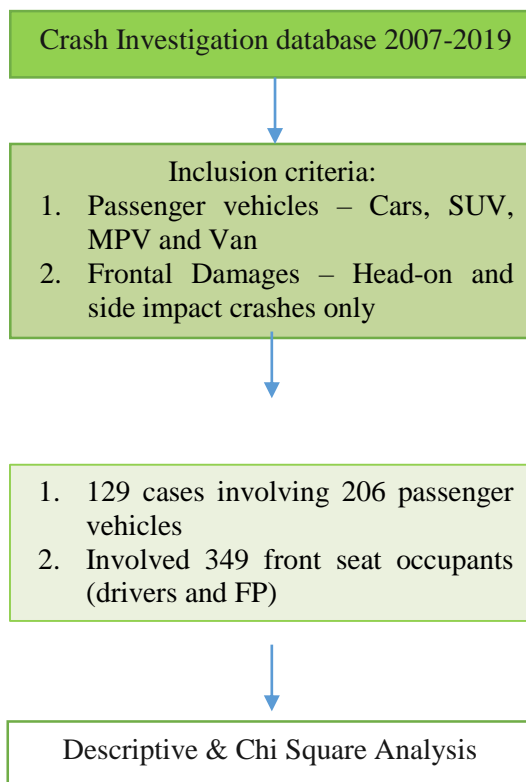 Crash Investigation database 2007-2019
Inclusion criteria:
1. Passenger vehicles – Cars, SUV,
MPV and Van
2. Frontal Damages – Head-on and
side impact crashes only
1. 129 cases involving 206 passenger
vehicles
2. Involved 349 front seat occupants
(drivers and FP)
Descriptive & Chi Square Analysis